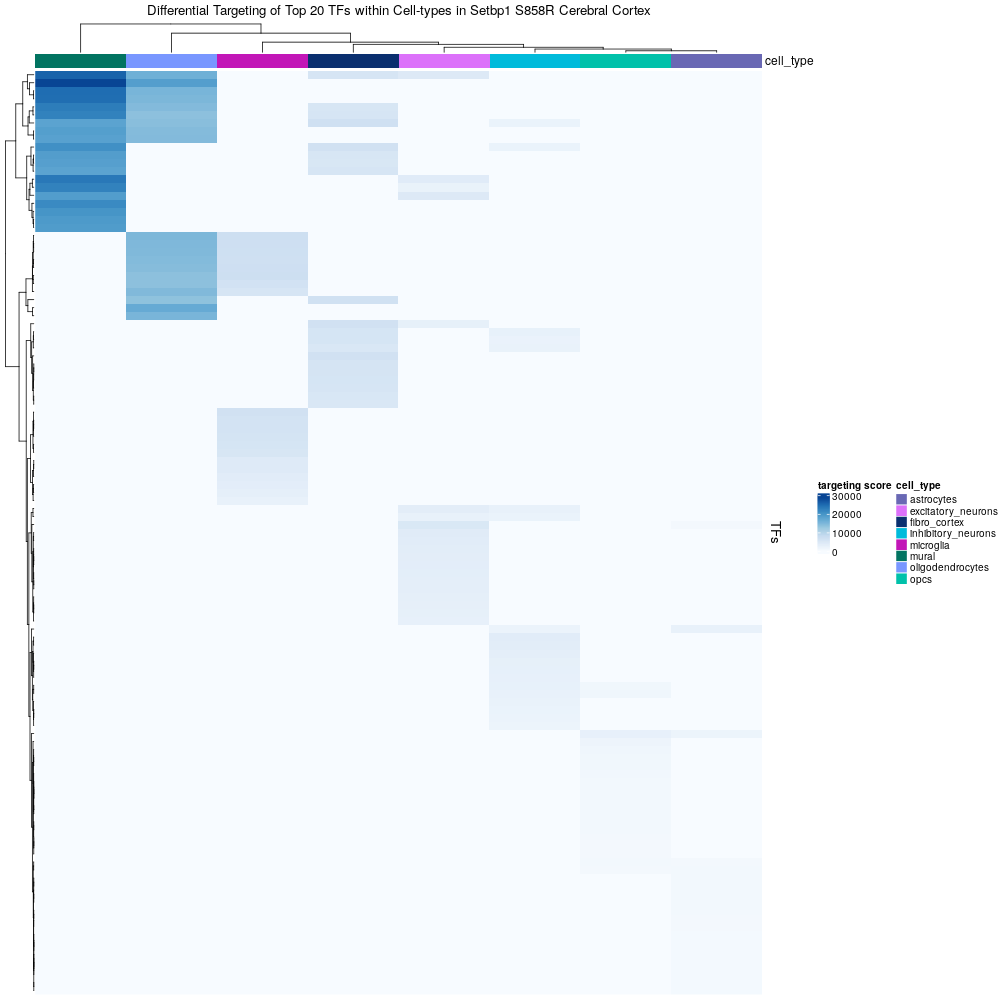 Differential Targeting of Top 20 TFs within Cell-types in Setbp1 S858R Cerebral Cortex
cell_type
TFs
targeting score
30000
20000
10000
0
cell_type
astrocytes
excitatory_neurons
fibro_cortex
inhibitory_neurons
microglia
mural
oligodendrocytes
opcs